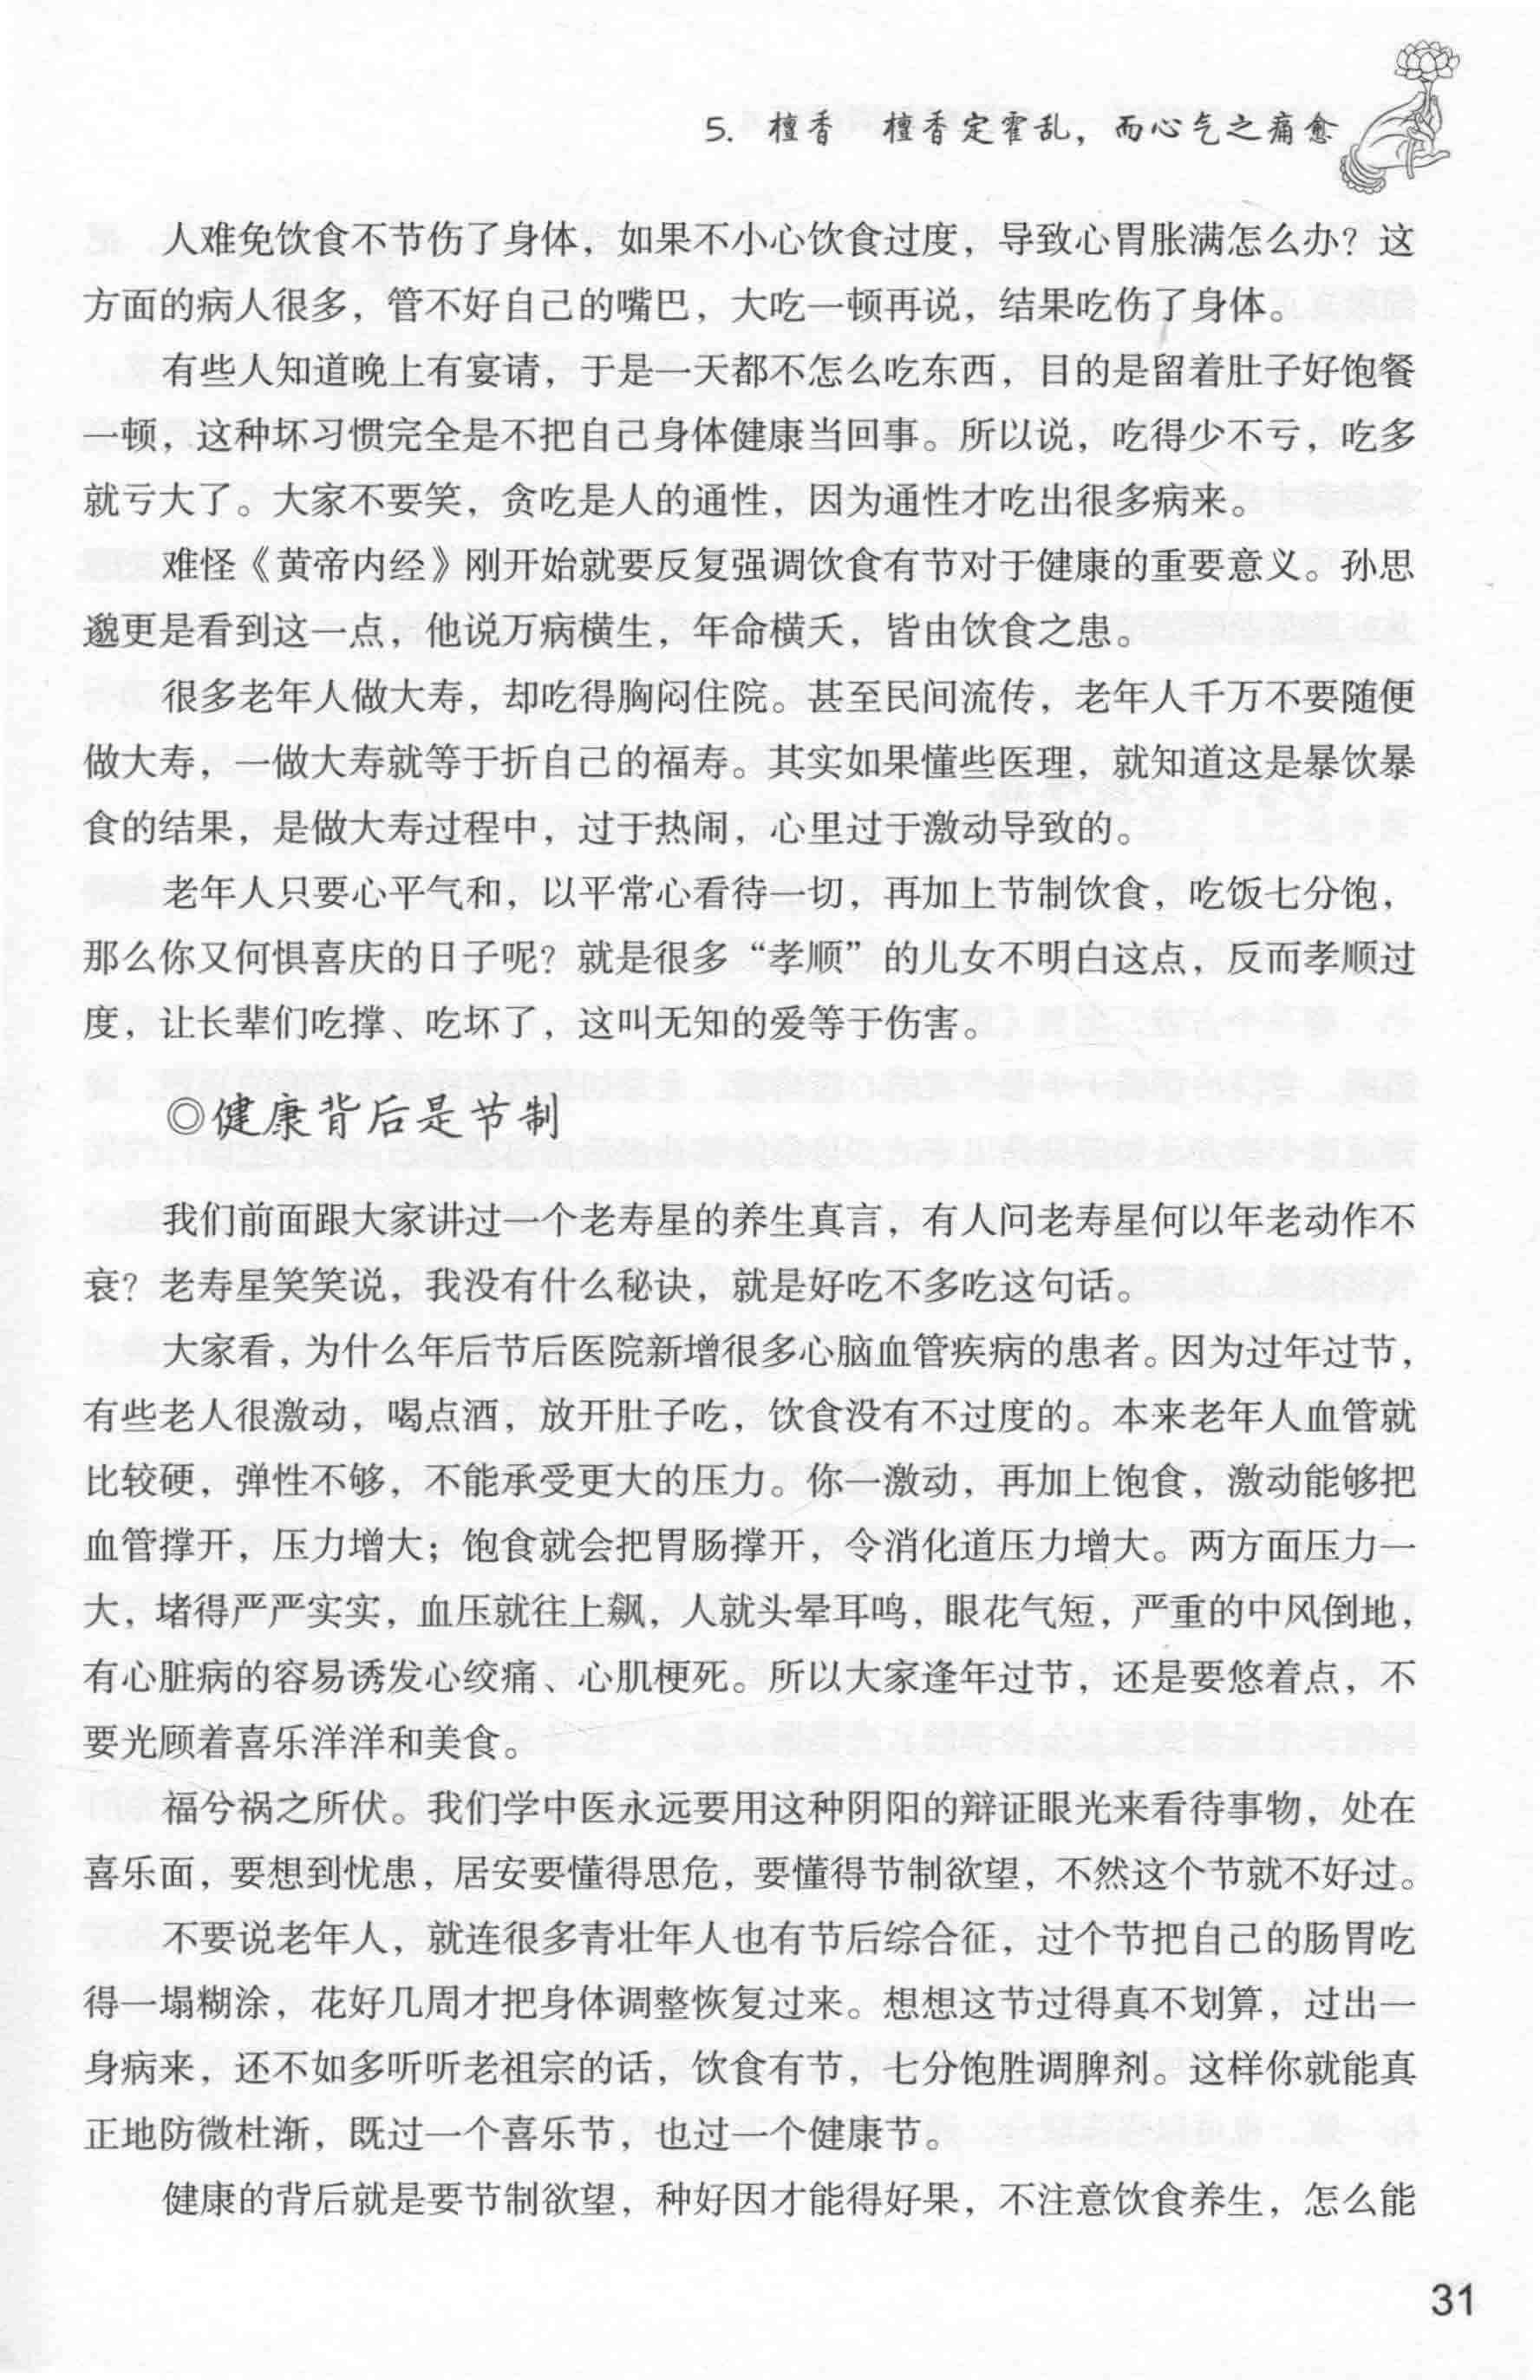 5. 檀香　檀香定霍乱，而心气之痛愈
人难免饮食不节伤了身体，如果不小心饮食过度，导致心胃胀满怎么办？这
方面的病人很多，管不好自己的嘴巴，大吃一顿再说，结果吃伤了身体。
有些人知道晚上有宴请，于是一天都不怎么吃东西，目的是留着肚子好饱餐
一顿，这种坏习惯完全是不把自己身体健康当回事。所以说，吃得少不亏，吃多
就亏大了。大家不要笑，贪吃是人的通性，因为通性才吃出很多病来。
难怪《黄帝内经》刚开始就要反复强调饮食有节对于健康的重要意义。孙思
邈更是看到这一点，他说万病横生，年命横夭，皆由饮食之患。
很多老年人做大寿，却吃得胸闷住院。甚至民间流传，老年人千万不要随便
做大寿，一做大寿就等于折自己的福寿。其实如果懂些医理，就知道这是暴饮暴
食的结果，是做大寿过程中，过于热闹，心里过于激动导致的。
老年人只要心平气和，以平常心看待一切，再加上节制饮食，吃饭七分饱，
那么你又何惧喜庆的日子呢？就是很多“孝顺”的儿女不明白这点，反而孝顺过
度，让长辈们吃撑、吃坏了，这叫无知的爱等于伤害。
◎健康背后是节制
我们前面跟大家讲过一个老寿星的养生真言，有人问老寿星何以年老动作不
衰？老寿星笑笑说，我没有什么秘诀，就是好吃不多吃这句话。
大家看，为什么年后节后医院新增很多心脑血管疾病的患者。因为过年过节，
有些老人很激动，喝点酒，放开肚子吃，饮食没有不过度的。本来老年人血管就
比较硬，弹性不够，不能承受更大的压力。你一激动，再加上饱食，激动能够把
血管撑开，压力增大；饱食就会把胃肠撑开，令消化道压力增大。两方面压力一
大，堵得严严实实，血压就往上飙，人就头晕耳鸣，眼花气短，严重的中风倒地，
有心脏病的容易诱发心绞痛、心肌梗死。所以大家逢年过节，还是要悠着点，不
要光顾着喜乐洋洋和美食。
福兮祸之所伏。我们学中医永远要用这种阴阳的辩证眼光来看待事物，处在
喜乐面，要想到忧患，居安要懂得思危，要懂得节制欲望，不然这个节就不好过。
不要说老年人，就连很多青壮年人也有节后综合征，过个节把自己的肠胃吃
得一塌糊涂，花好几周才把身体调整恢复过来。想想这节过得真不划算，过出一
身病来，还不如多听听老祖宗的话，饮食有节，七分饱胜调脾剂。这样你就能真
正地防微杜渐，既过一个喜乐节，也过一个健康节。
健康的背后就是要节制欲望，种好因才能得好果，不注意饮食养生，怎么能
31